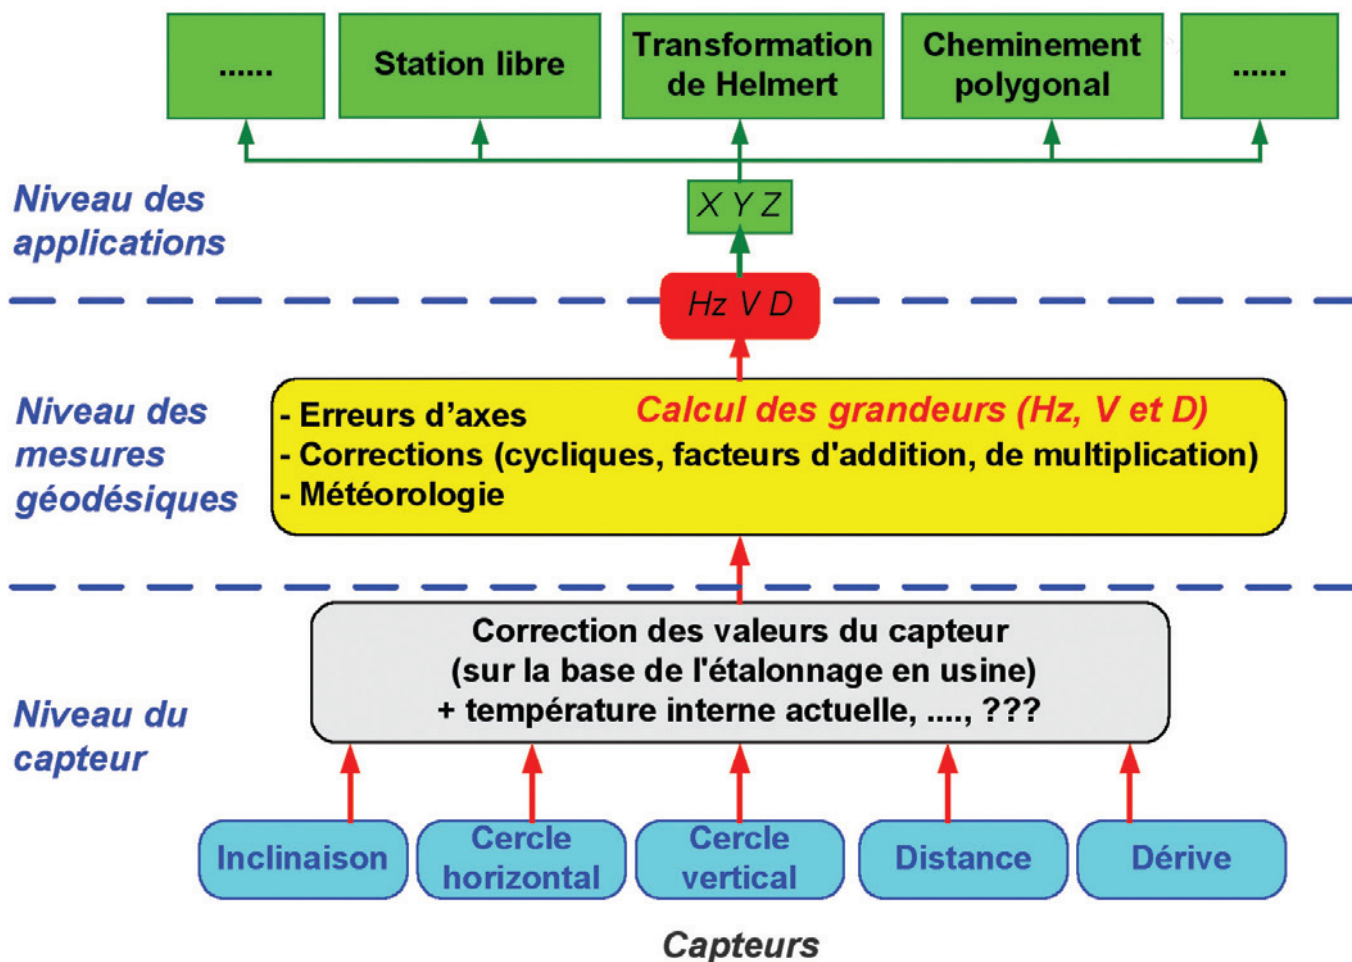 ......
Station libre
Transformation
de Helmert
Cheminement
polygonal
......
Niveau des
applications
X Y Z
Hz V D
Niveau des
mesures
géodésiques
Calcul des grandeurs (Hz, V et D)
- Erreurs d’axes
- Corrections (cycliques, facteurs d'addition, de multiplication)
- Météorologie
Niveau du
capteur
Correction des valeurs du capteur
(sur la base de l'étalonnage en usine)
+ température interne actuelle, ...., ???
Inclinaison
Cercle
horizontal
Cercle
vertical
Distance
Dérive
Capteurs